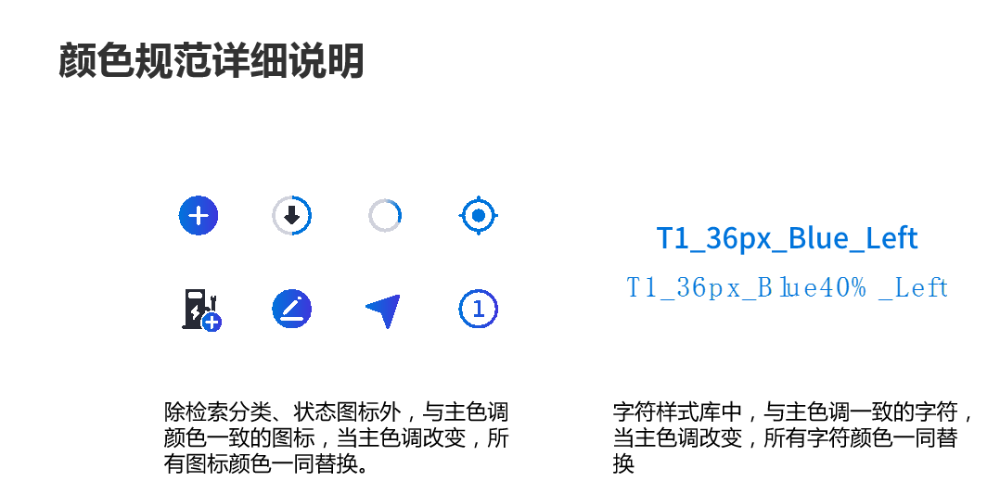 颜色规范详细说明
T1_36px_Blue_Left
T1_36px_Blue40%_Left
1
除检索分类、状态图标外，与主色调
颜色一致的图标，当主色调改变，所
有图标颜色一同替换。
字符样式库中，与主色调一致的字符，
当主色调改变，所有字符颜色一同替
换